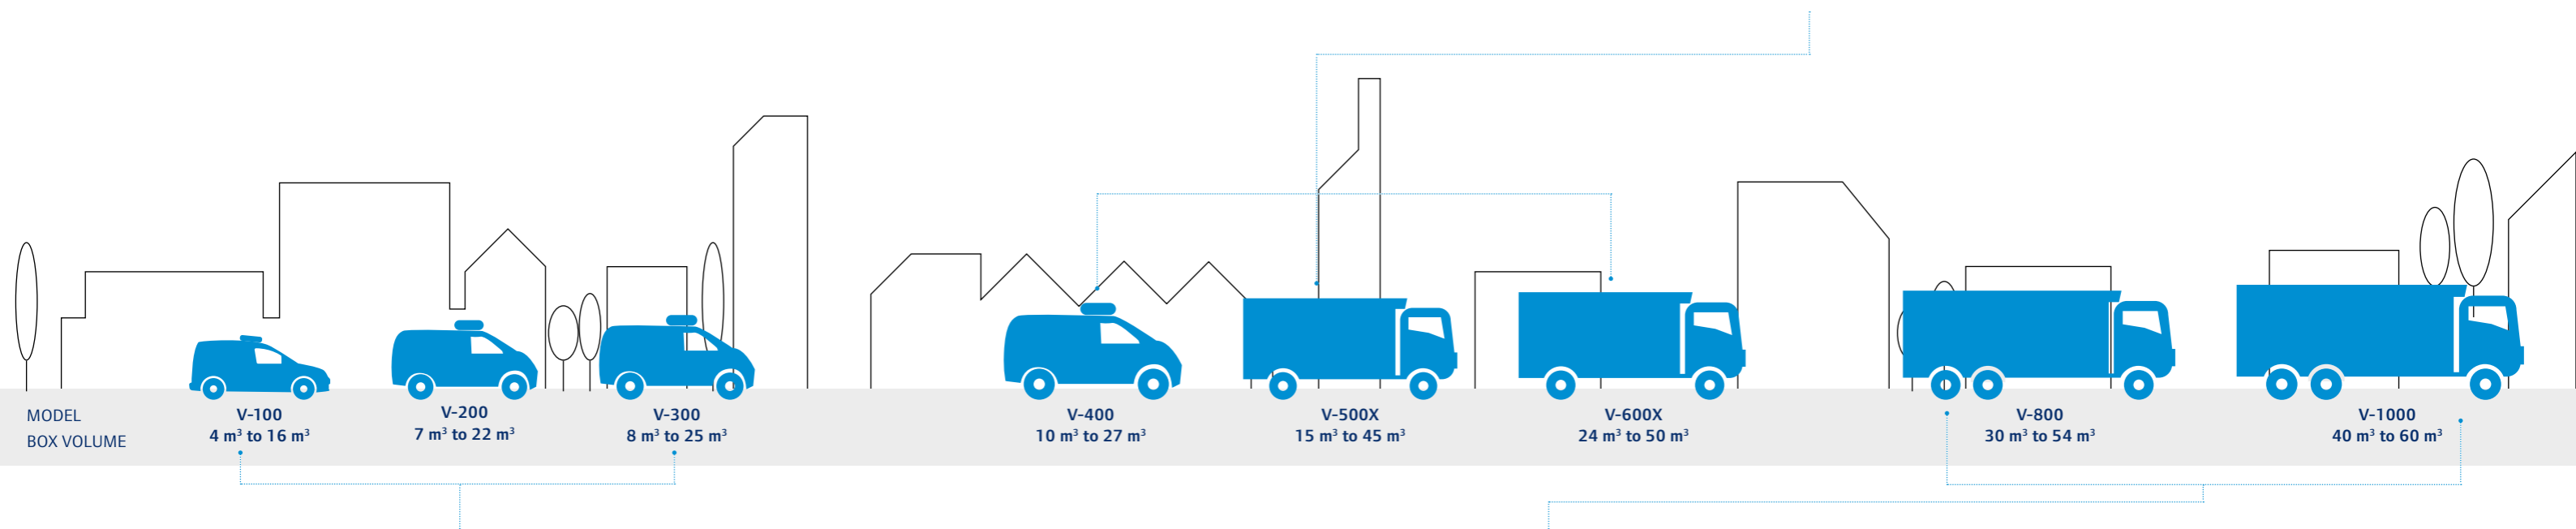 MODEL
BOX VOLUME
V-100
4 m³ to 16 m³
V-200
7 m³ to 22 m³
V-300
8 m³ to 25 m³
V-400
10 m³ to 27 m³
V-500X
15 m³ to 45 m³
V-600X
24 m³ to 50 m³
V-800
30 m³ to 54 m³
V-1000
40 m³ to 60 m³